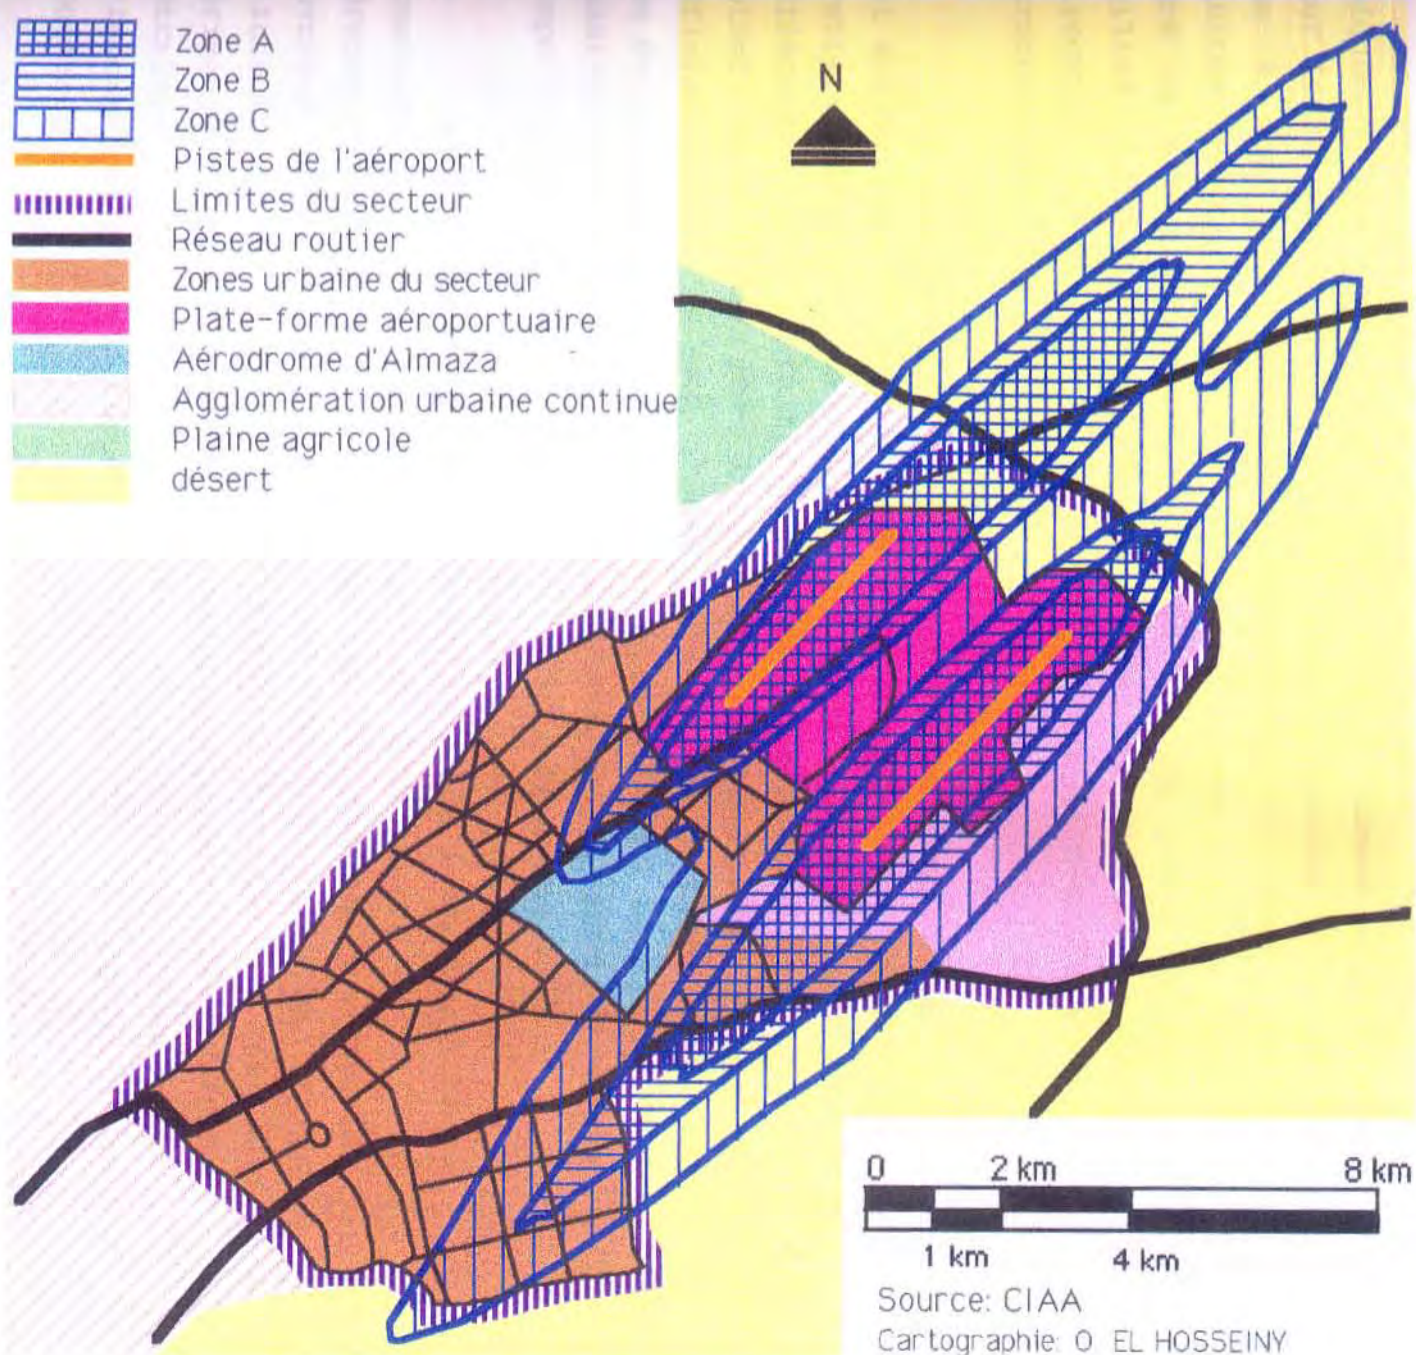 Zone A
Zone B
Zone C
Pistes de l'aéroport
Limites du secteur
Réseau routier
Zones urbaine du secteur
Plate-forme aéroportuaire
Aérodrome d'Almaza
Agglomération urbaine continue
Plaine agricole
désert
N
0 2 km 8 km
1 km 4 km
Source: CIAA
Cartographie: O EL HOSSEINY